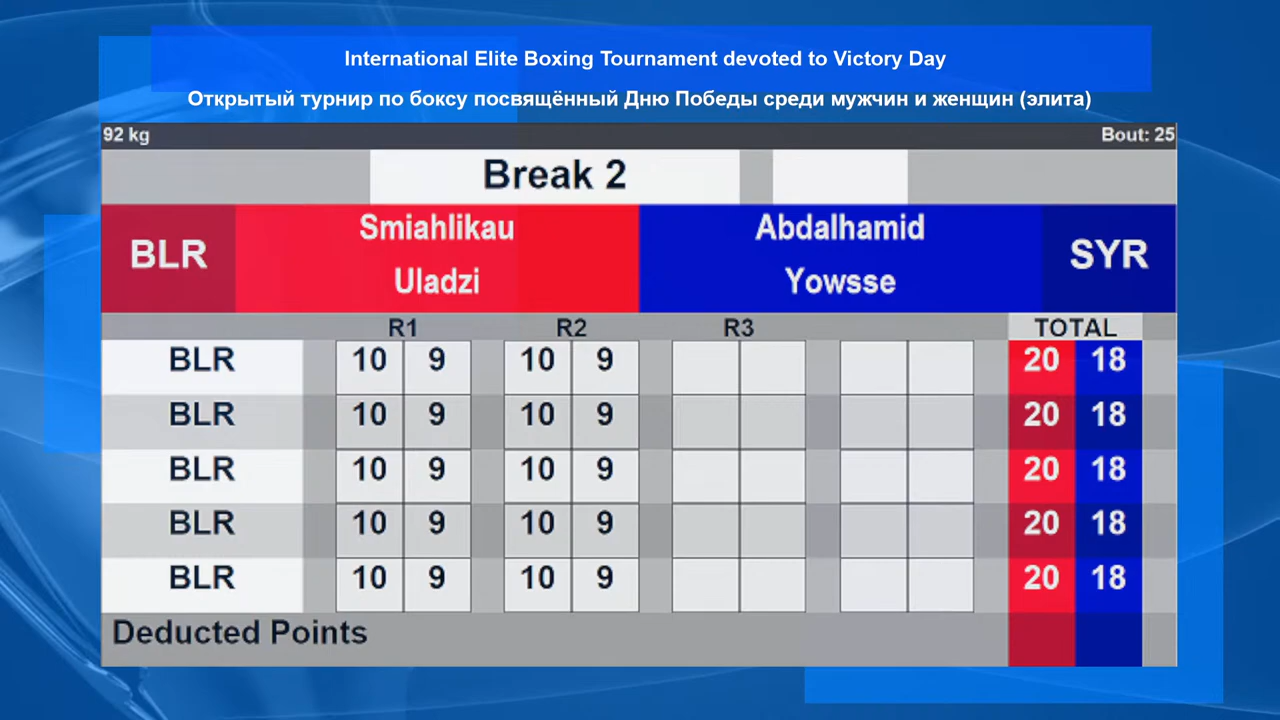 International Elite Boxing Tournament devoted to Victory Day
Открытый турнир по боксу посвящённый Дню Победы среди мужчин и женщин (элита)
92 kg Bout: 25
Break 2
BLR Smiahlikau Uladzi Abdalhamid Yowsse SYR
R1 R2 R3 TOTAL
BLR 10 9 10 9 20 18
BLR 10 9 10 9 20 18
BLR 10 9 10 9 20 18
BLR 10 9 10 9 20 18
BLR 10 9 10 9 20 18
Deducted Points